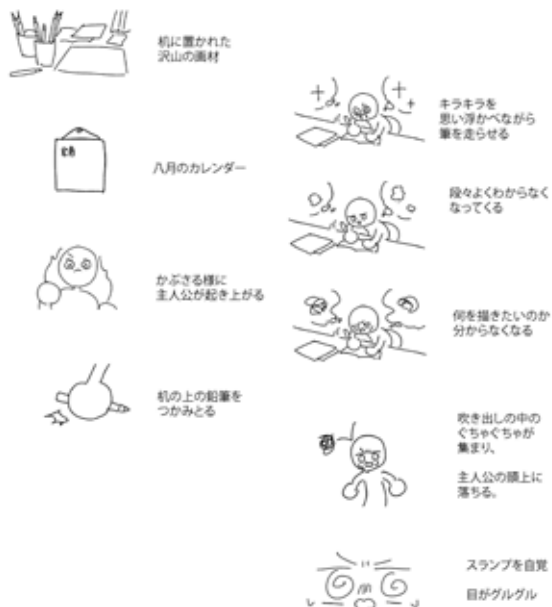 机に置かれた
沢山の画材
八月のカレンダー
かぶさる様に
主人公が起き上がる
机の上の鉛筆を
つかみとる
キラキラを
思い浮かべながら
筆を走らせる
段々よくわからなく
なってくる
何を描きたいのか
分からなくなる
吹き出しの中の
ぐちゃぐちゃが
集まり、
主人公の頭上に
落ちる。
スランプを自覚
目がグルグル